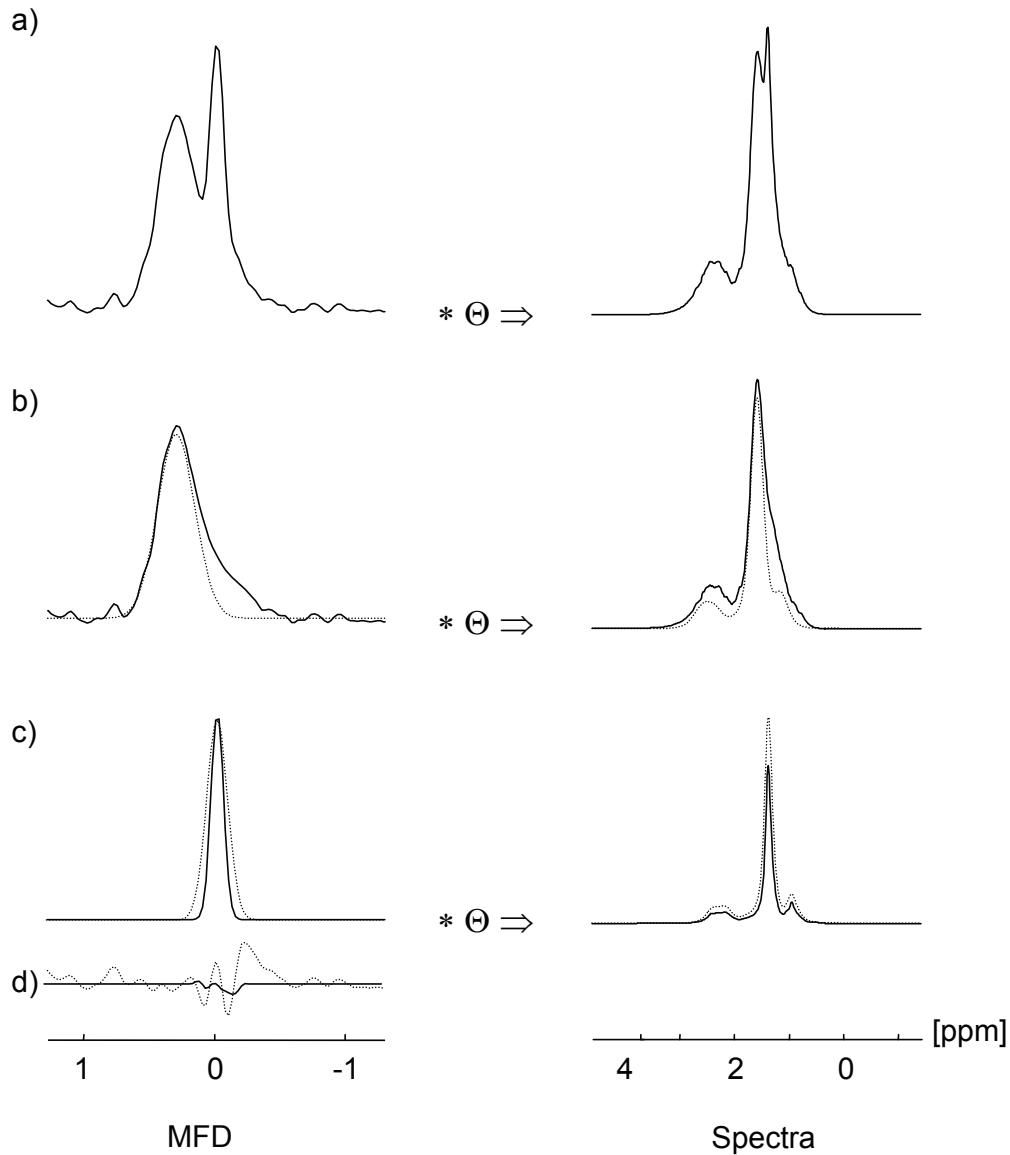 a)
* Θ ⇒
b)
* Θ ⇒
c)
* Θ ⇒
d)
[ppm]
1 0 -1 4 2 0
MFD Spectra